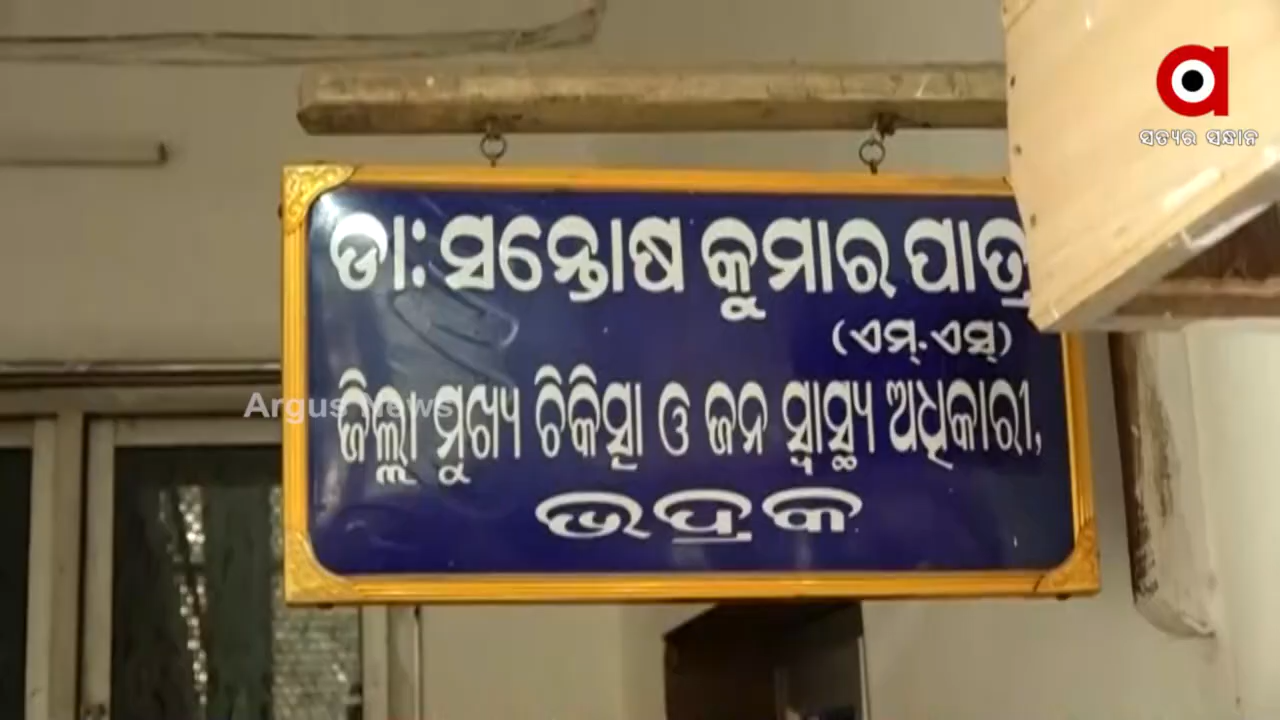 ସତ୍ୟର ସନ୍ଧାନ
ଡାଃ ସନ୍ତୋଷ କୁମାର ପାତ୍ର
(ଏମ୍.ଏସ୍)
ଜିଲ୍ଲା ମୁଖ୍ୟ ଚିକିତ୍ସା ଓ ଜନ ସ୍ୱାସ୍ଥ୍ୟ ଅଧିକାରୀ,
Argus News
ଭଦ୍ରକ